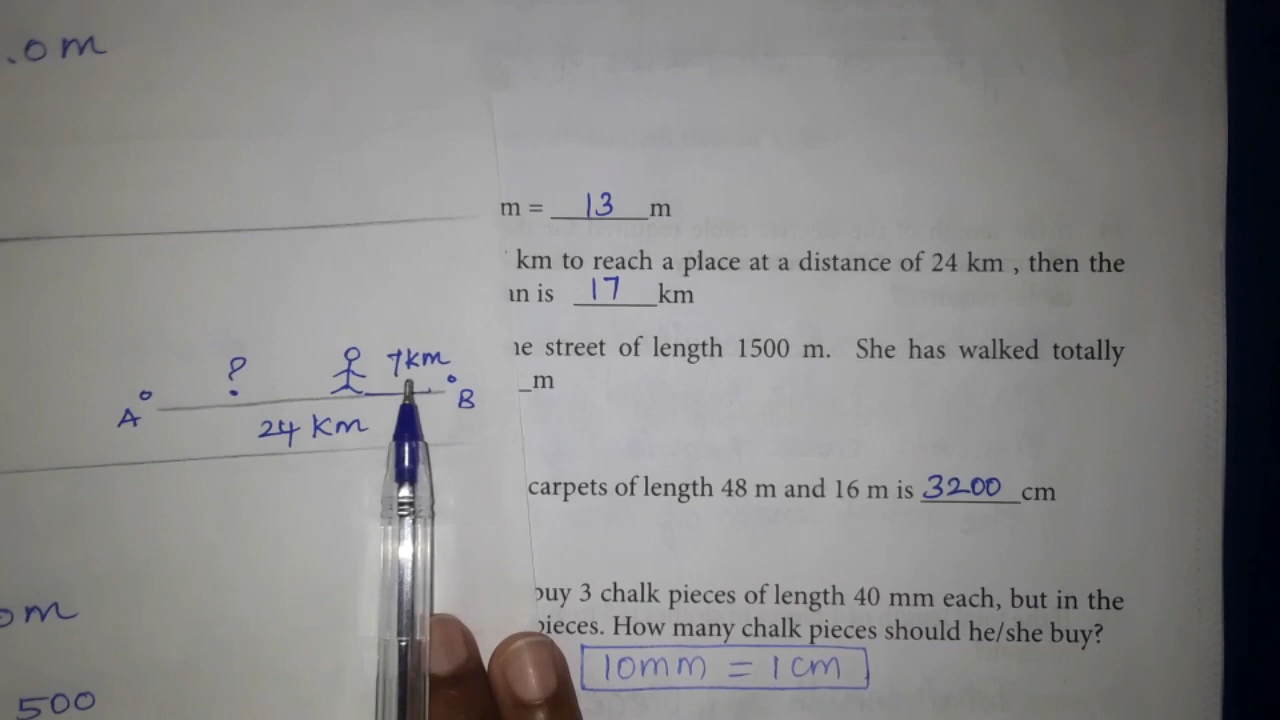 .om
m = 13 m
km to reach a place at a distance of 24 km , then the
is 17 km
street of length 1500 m. She has walked totally
_m
? 7km
A B
24 Km
carpets of length 48 m and 16 m is 3200 cm
buy 3 chalk pieces of length 40 mm each, but in the
om
pieces. How many chalk pieces should he/she buy?
10mm = 1 cm
500